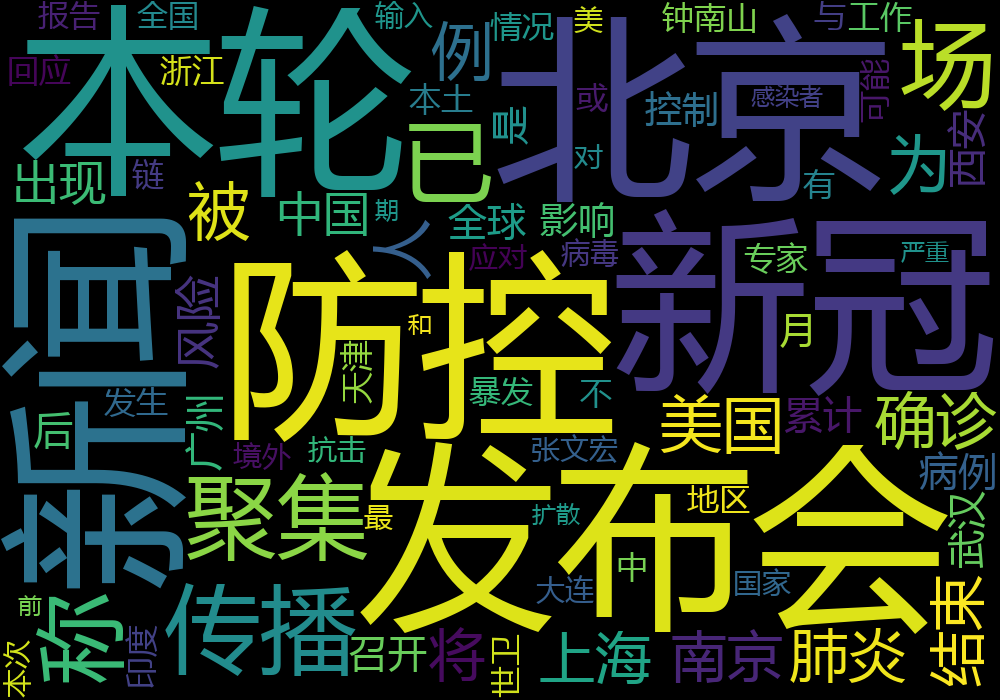 报告
全国
输入
情况
美
钟南山
与
工作
本轮
北京
例
场
回应
浙江
本土
已
是
或
控制
感染者
可能
西安
出现
链
被
中国
期
全球
影响
对
有
为
人
应对
病毒
专家
严重
新闻
风险
防控
新冠
和
月
天津
发生
暴发
不
后
广州
境外
抗击
张文宏
美国
累计
确诊
聚集
发布会
最
扩散
地区
病例
武汉
中
大连
国家
前
称
传播
本次
印度
召开
将
世卫
上海
南京
肺炎
结束